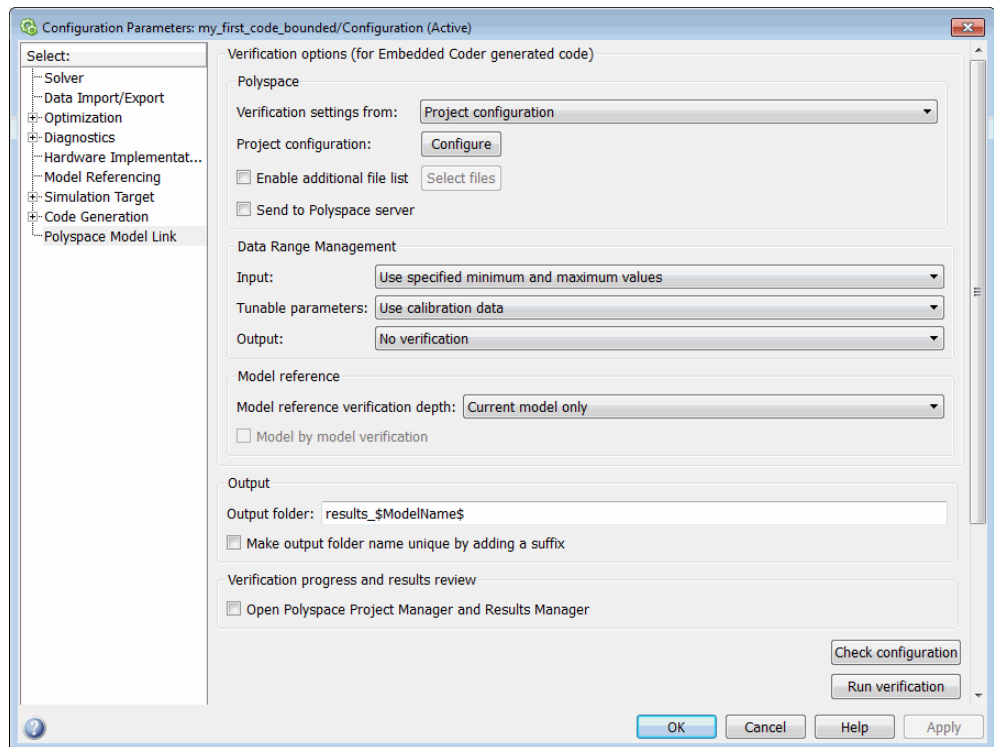 Configuration Parameters: my_first_code_bounded/Configuration (Active)
Select:
Solver
Data Import/Export
Optimization
Diagnostics
Hardware Implementat...
Model Referencing
Simulation Target
Code Generation
Polyspace Model Link
Verification options (for Embedded Coder generated code)
Polyspace
Verification settings from: Project configuration
Project configuration: Configure
Enable additional file list Select files
Send to Polyspace server
Data Range Management
Input: Use specified minimum and maximum values
Tunable parameters: Use calibration data
Output: No verification
Model reference
Model reference verification depth: Current model only
Model by model verification
Output
Output folder: results_$ModelName$
Make output folder name unique by adding a suffix
Verification progress and results review
Open Polyspace Project Manager and Results Manager
Check configuration
Run verification
OK Cancel Help Apply